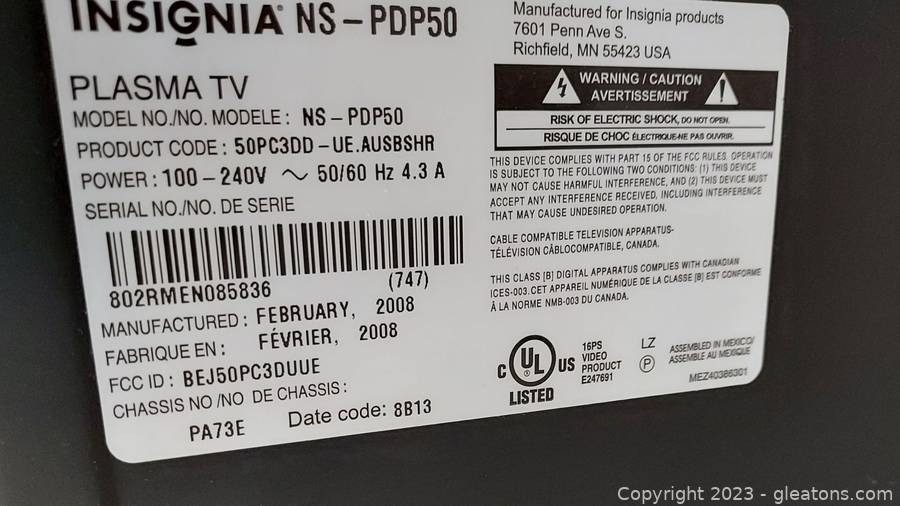 INSIGNIA NS-PDP50
PLASMA TV
MODEL NO./NO. MODELE: NS-PDP50
PRODUCT CODE: 50PC3DD-UE.AUSBSHR
POWER: 100-240V ~ 50/60 Hz 4.3 A
SERIAL NO./NO. DE SERIE
802RMEN085836 (747)
MANUFACTURED: FEBRUARY, 2008
FABRIQUE EN: FÉVRIER, 2008
FCC ID: BEJ50PC3DUUE
CHASSIS NO /NO DE CHASSIS:
PA73E Date code: 8B13
Manufactured for Insignia products
7601 Penn Ave S.
Richfield, MN 55423 USA
WARNING / CAUTION
AVERTISSEMENT
RISK OF ELECTRIC SHOCK, DO NOT OPEN.
RISQUE DE CHOC ÉLECTRIQUE-NE PAS OUVRIR.
THIS DEVICE COMPLIES WITH PART 15 OF THE FCC RULES. OPERATION
IS SUBJECT TO THE FOLLOWING TWO CONDITIONS: (1) THIS DEVICE
MAY NOT CAUSE HARMFUL INTERFERENCE, AND (2) THIS DEVICE MUST
ACCEPT ANY INTERFERENCE RECEIVED, INCLUDING INTERFERENCE
THAT MAY CAUSE UNDESIRED OPERATION.
CABLE COMPATIBLE TELEVISION APPARATUS-
TÉLÉVISION CÂBLOCOMPATIBLE, CANADA.
THIS CLASS [B] DIGITAL APPARATUS COMPLIES WITH CANADIAN
ICES-003.CET APPAREIL NUMÉRIQUE DE LA CLASSE [B] EST CONFORME
À LA NORME NMB-003 DU CANADA.
C UL US
LISTED
16PS
VIDEO
PRODUCT
E247691
LZ
P
ASSEMBLED IN MEXICO/
ASSEMBLE AU MEXIQUE
MEZ40386301
Copyright 2023 - gleatons.com